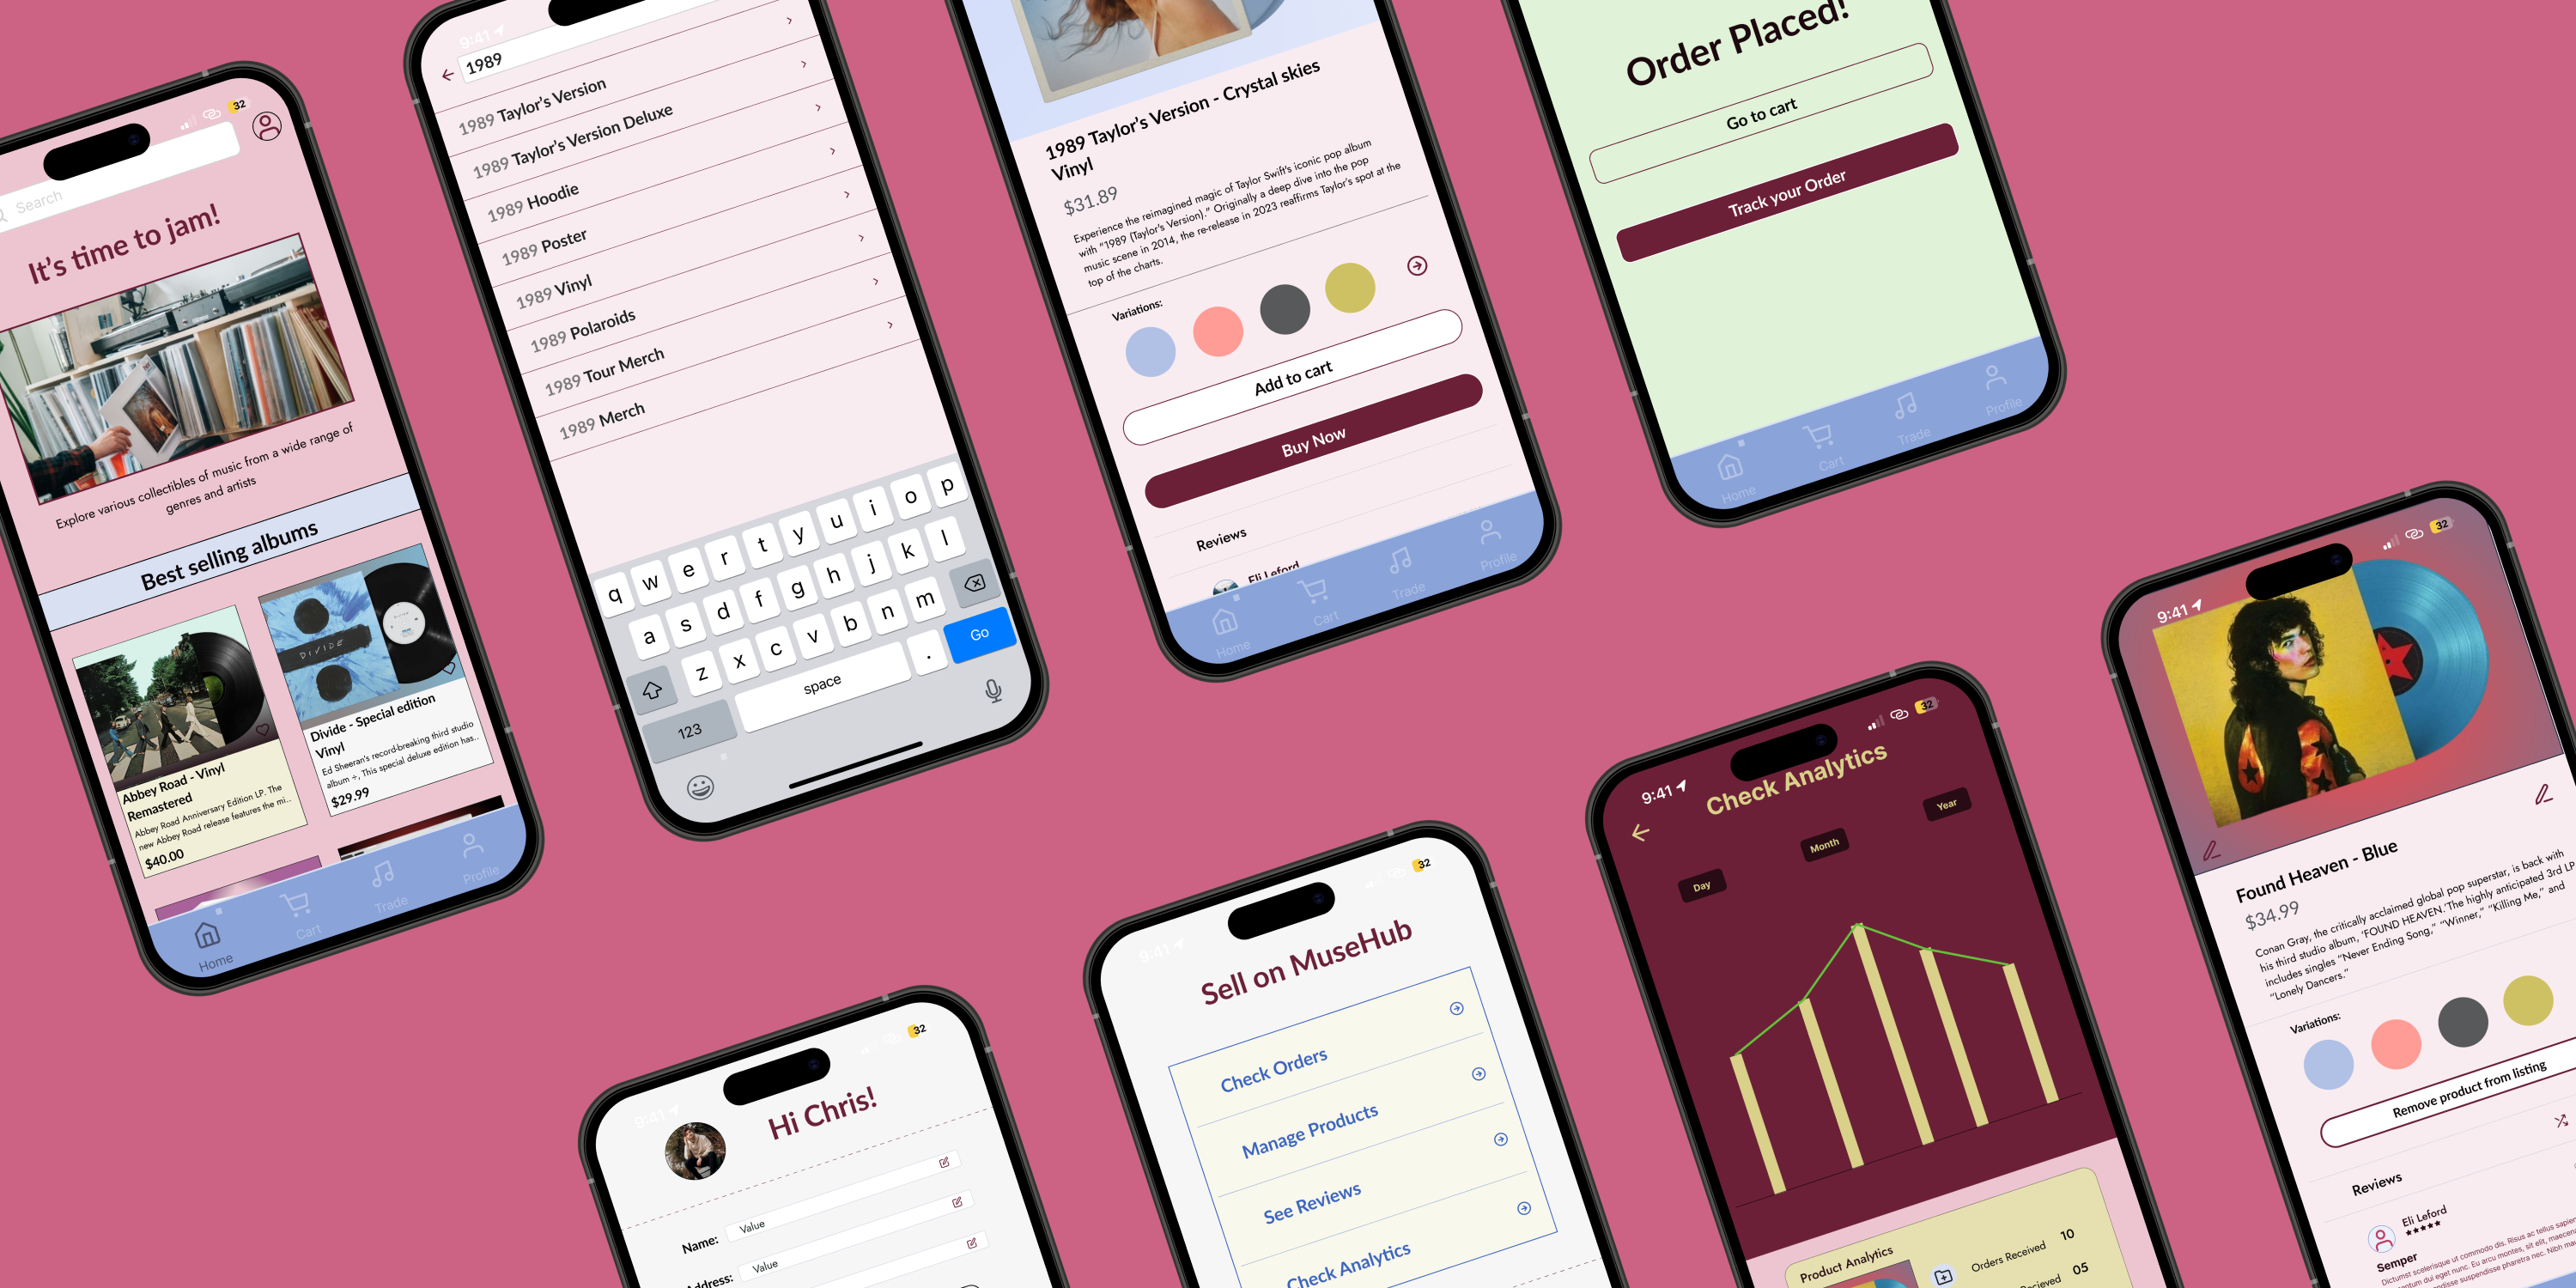 32
Search
It's time to jam!
Explore various collectibles of music from a wide range of
genres and artists
Best selling albums
Abbey Road - Vinyl
Remastered
Abbey Road Anniversary Edition LP. The
new Abbey Road release features the mi..
$40.00
DIVIDE
Divide - Special edition
Vinyl
Ed Sheeran's record-breaking third studio
album ÷, This special deluxe edition has..
$29.99
Home
Cart
Trade
Profile
9:41
1989
1989 Taylor's Version
1989 Taylor's Version Deluxe
1989 Hoodie
1989 Poster
1989 Vinyl
1989 Polaroids
1989 Tour Merch
1989 Merch
q w e r t y u i o p
a s d f g h j k l
z x c v b n m
123 space . Go
1989 Taylor's Version - Crystal skies
Vinyl
$31.89
Experience the reimagined magic of Taylor Swift's iconic pop album
with "1989 (Taylor's Version)." Originally a deep dive into the pop
music scene in 2014, the re-release in 2023 reaffirms Taylor's spot at the
top of the charts.
Variations:
Add to cart
Buy Now
Reviews
Eli Leford
Home
Cart
Trade
Profile
Order Placed!
Go to cart
Track your Order
Home
Cart
Trade
Profile
9:41
32
Hi Chris!
Name: Value
Address: Value
9:41
32
Sell on MuseHub
Check Orders
Manage Products
See Reviews
Check Analytics
9:41
32
Check Analytics
Day
Month
Year
Product Analytics
Orders Received 10
Recieved 05
9:41
32
Found Heaven - Blue
$34.99
Conan Gray, the critically acclaimed global pop superstar, is back with
his third studio album, 'FOUND HEAVEN.'The highly anticipated 3rd LP
includes singles "Never Ending Song," "Winner," "Killing Me," and
"Lonely Dancers."
Variations:
Remove product from listing
Reviews
Eli Leford
Semper